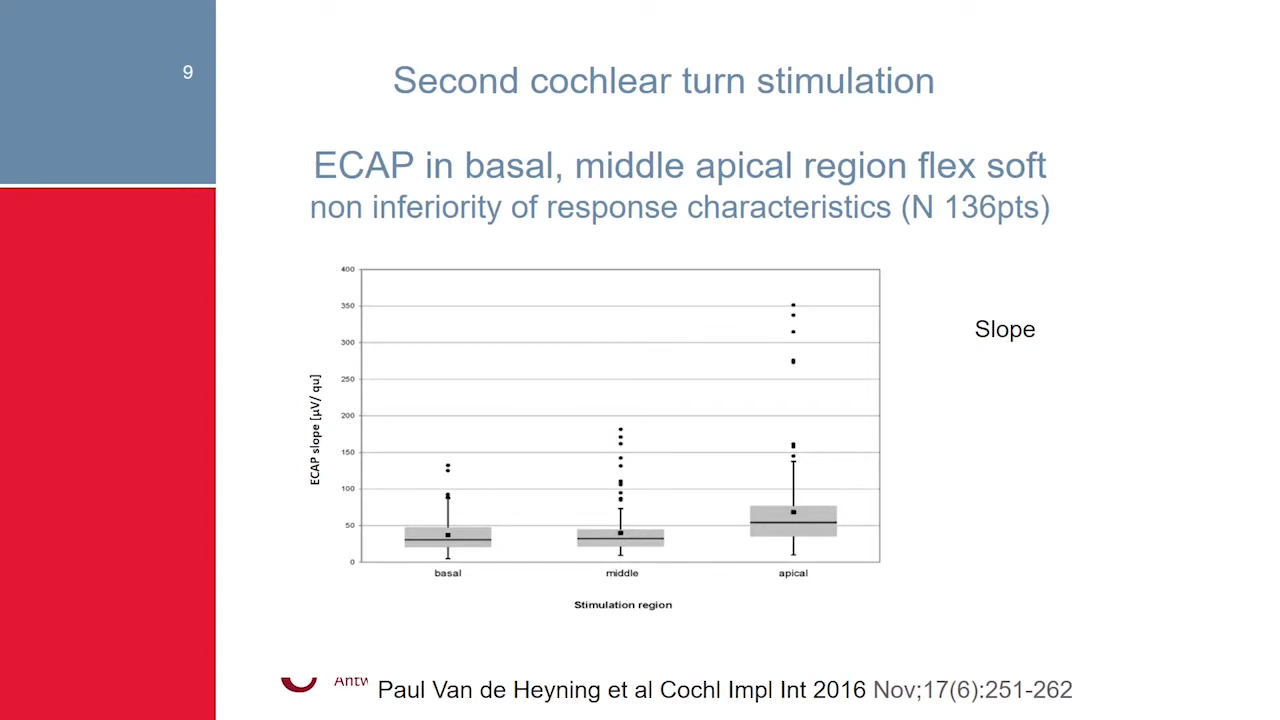 9
Second cochlear turn stimulation
ECAP in basal, middle apical region flex soft
non inferiority of response characteristics (N 136pts)
400
350
300
250
200
150
100
50
0
ECAP slope [µV/ qu]
basal middle apical
Stimulation region
Slope
Antw
Paul Van de Heyning et al Cochl Impl Int 2016 Nov;17(6):251-262